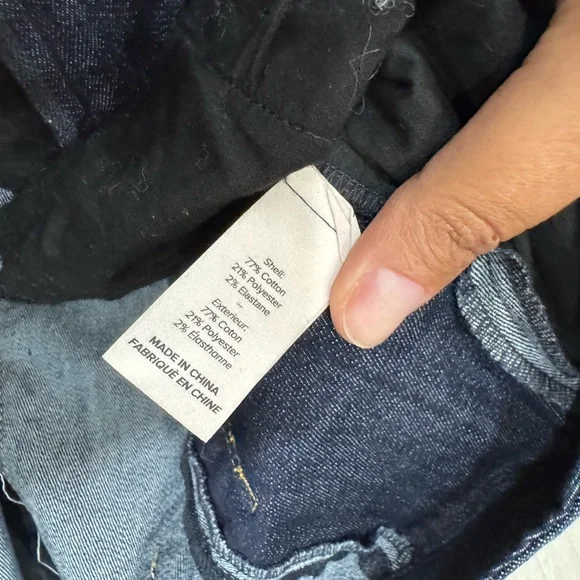 Shell:
77% Cotton
21% Polyester
2% Elastane
–
Exterieur:
77% Coton
21% Polyester
2% Élasthanne
MADE IN CHINA
FABRIQUÉ EN CHINE